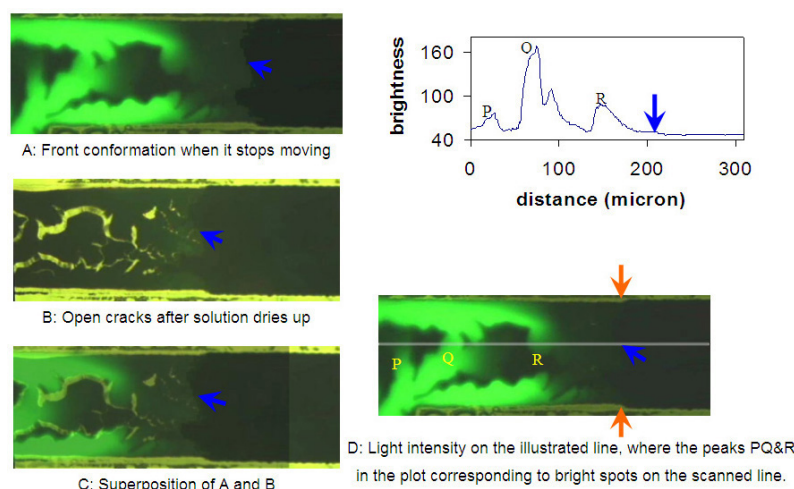 A: Front conformation when it stops moving
B: Open cracks after solution dries up
C: Superposition of A and B
brightness
160
100
40
P
Q
R
0
100
200
300
distance (micron)
P
Q
R
D: Light intensity on the illustrated line, where the peaks PQ&R
in the plot corresponding to bright spots on the scanned line.